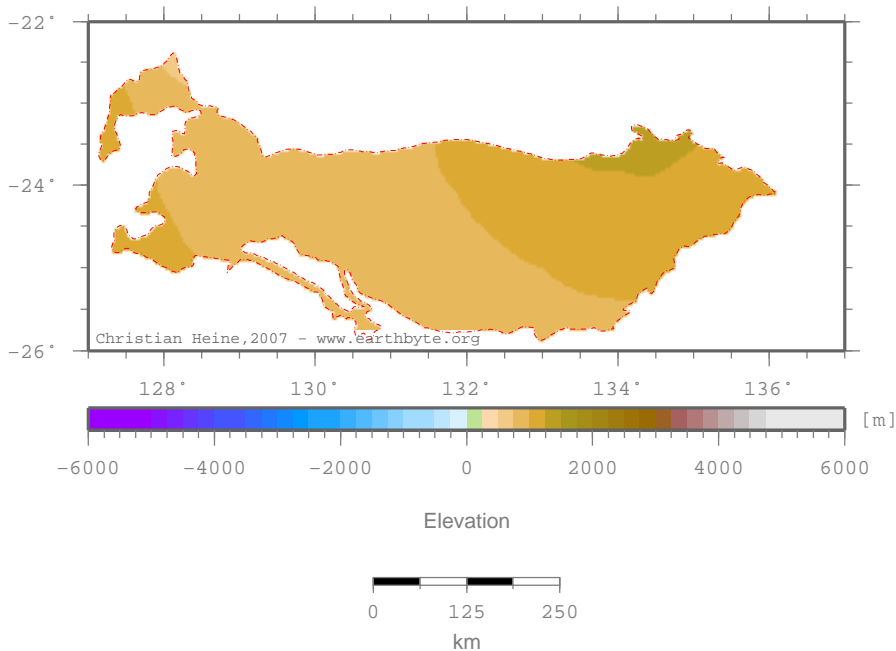 −22°
−24°
−26°
Christian Heine,2007 − www.earthbyte.org
128° 130° 132° 134° 136°
[m]
−6000 −4000 −2000 0 2000 4000 6000
Elevation
0 125 250
km